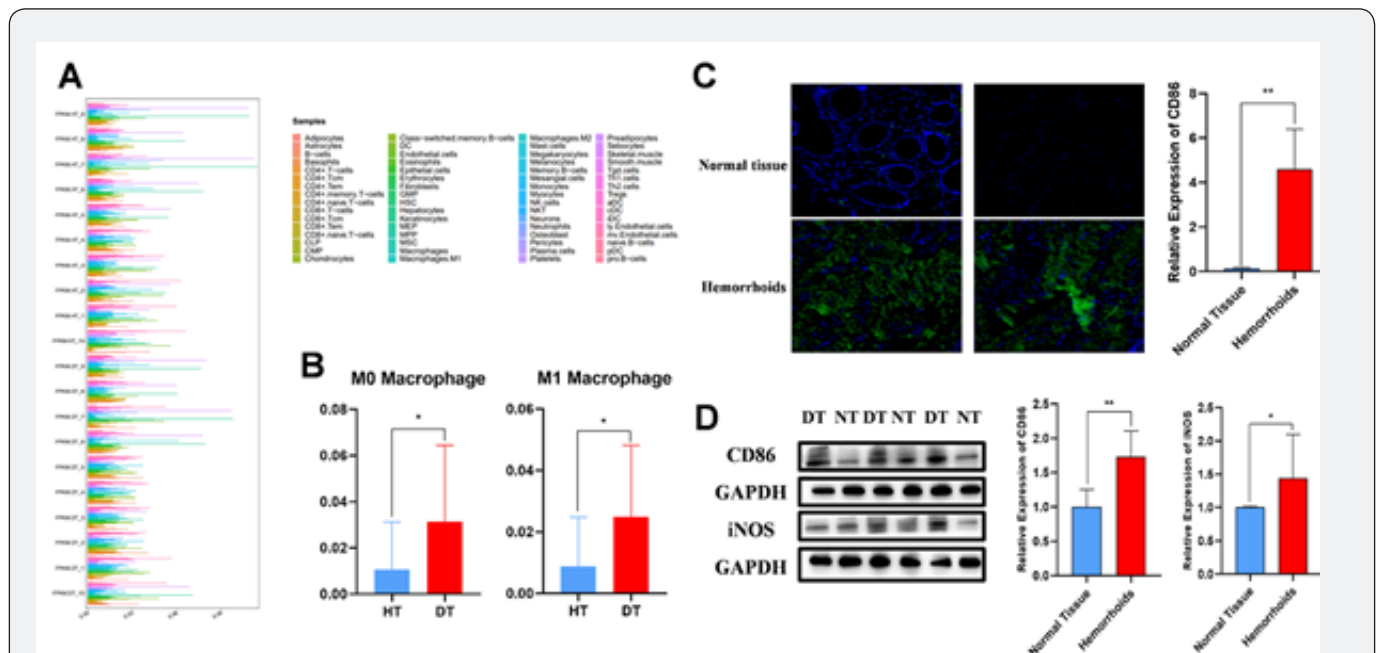 A
Samples
Adipocytes
Astrocytes
B-cells
Basophils
CD4+.T-cells
CD4+.Tcm
CD4+.Tem
CD4+.memory.T-cells
CD4+.naive.T-cells
CD8+.T-cells
CD8+.Tcm
CD8+.Tem
CD8+.naive.T-cells
CLP
CMP
Chondrocytes
Class-switched.memory.B-cells
DC
Endothelial.cells
Eosinophils
Epithelial.cells
Erythrocytes
Fibroblasts
GMP
HSC
Hepatocytes
Keratinocytes
MEP
MPP
MSC
Macrophages
Macrophages.M1
Macrophages.M2
Mast.cells
Megakaryocytes
Melanocytes
Memory.B-cells
Mesangial.cells
Monocytes
Myocytes
NK.cells
NKT
Neurons
Neutrophils
Osteoblast
Pericytes
Plasma.cells
Platelets
Preadipocytes
Sebocytes
Skeletal.muscle
Smooth.muscle
Tgd.cells
Th1.cells
Th2.cells
Tregs
aDC
cDC
iDC
ly.Endothelial.cells
mv.Endothelial.cells
naive.B-cells
pDC
pro.B-cells
B
M0 Macrophage
0.08
0.06
0.04
0.02
0.00
*
HT DT
M1 Macrophage
0.06
0.04
0.02
0.00
*
HT DT
C
Normal tissue
Hemorrhoids
Relative Expression of CD86
8
6
4
2
0
**
Normal Tissue
Hemorrhoids
D
DT NT DT NT DT NT
CD86
GAPDH
iNOS
GAPDH
Relative Expression of CD86
2.5
2.0
1.5
1.0
0.5
0.0
**
Normal Tissue
Hemorrhoids
Relative Expression of iNOS
2.5
2.0
1.5
1.0
0.5
0.0
*
Normal Tissue
Hemorrhoids